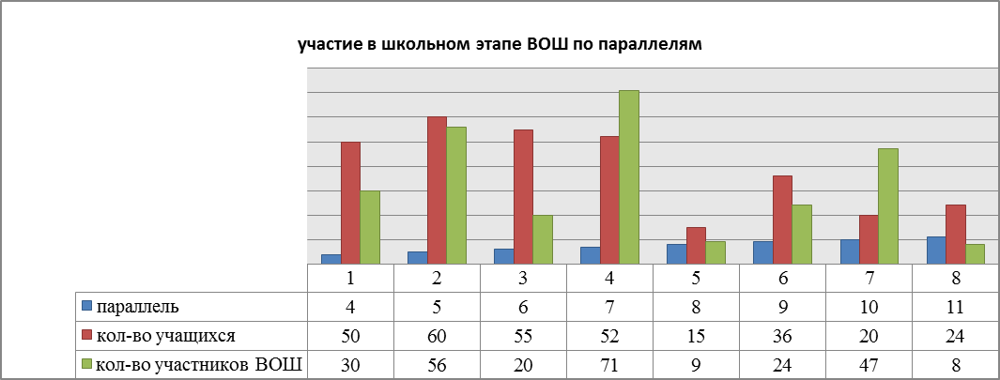 участие в школьном этапе ВОШ по параллелям
1 2 3 4 5 6 7 8
параллель 4 5 6 7 8 9 10 11
кол-во учащихся 50 60 55 52 15 36 20 24
кол-во участников ВОШ 30 56 20 71 9 24 47 8